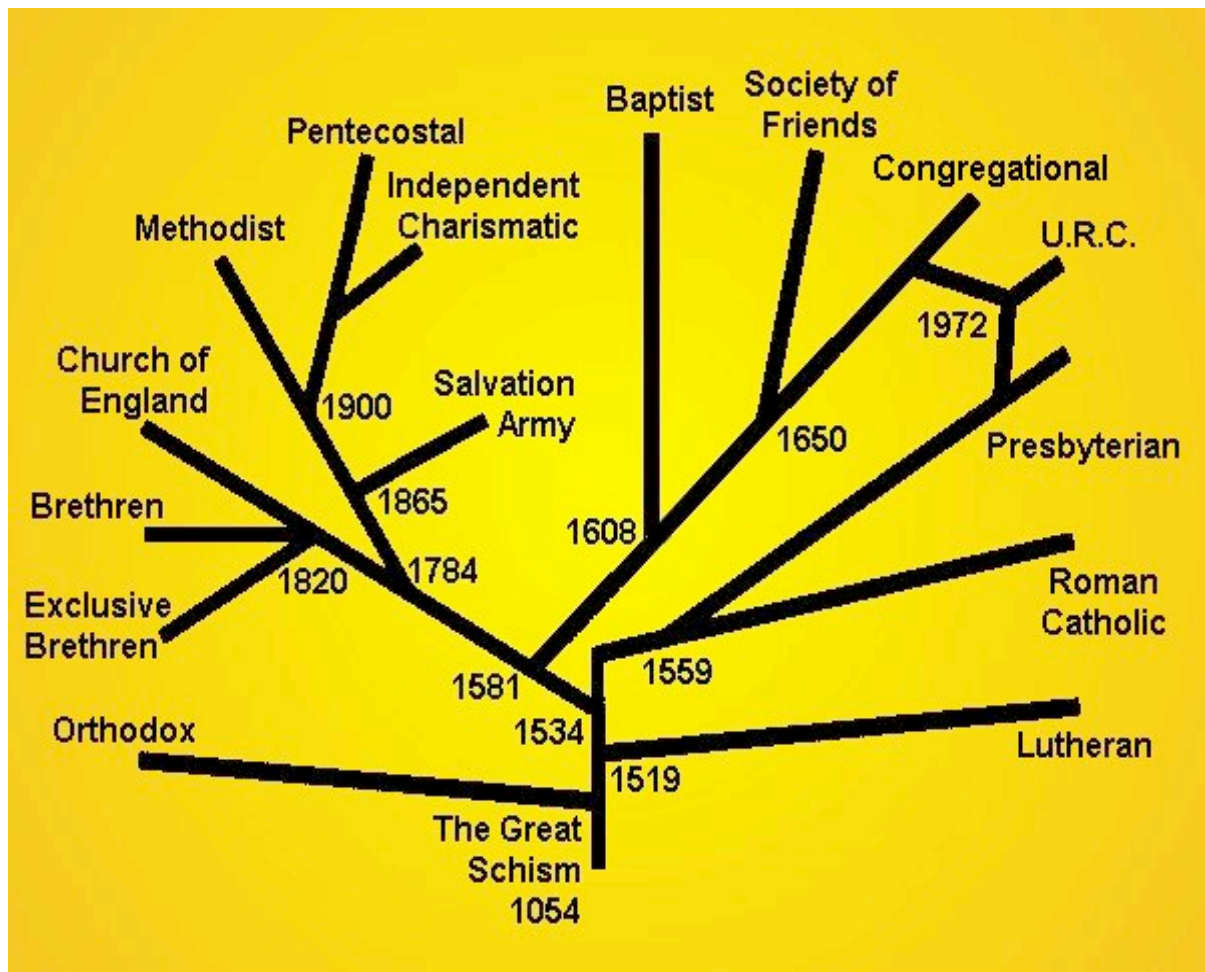 Baptist
Society of
Friends
Pentecostal
Congregational
Independent
Charismatic
Methodist
U.R.C.
1972
Church of
England
Salvation
Army
1900
1650
Presbyterian
Brethren
1865
1608
1784
1820
Roman
Catholic
Exclusive
Brethren
1581
1559
Orthodox
1534
Lutheran
1519
The Great
Schism
1054